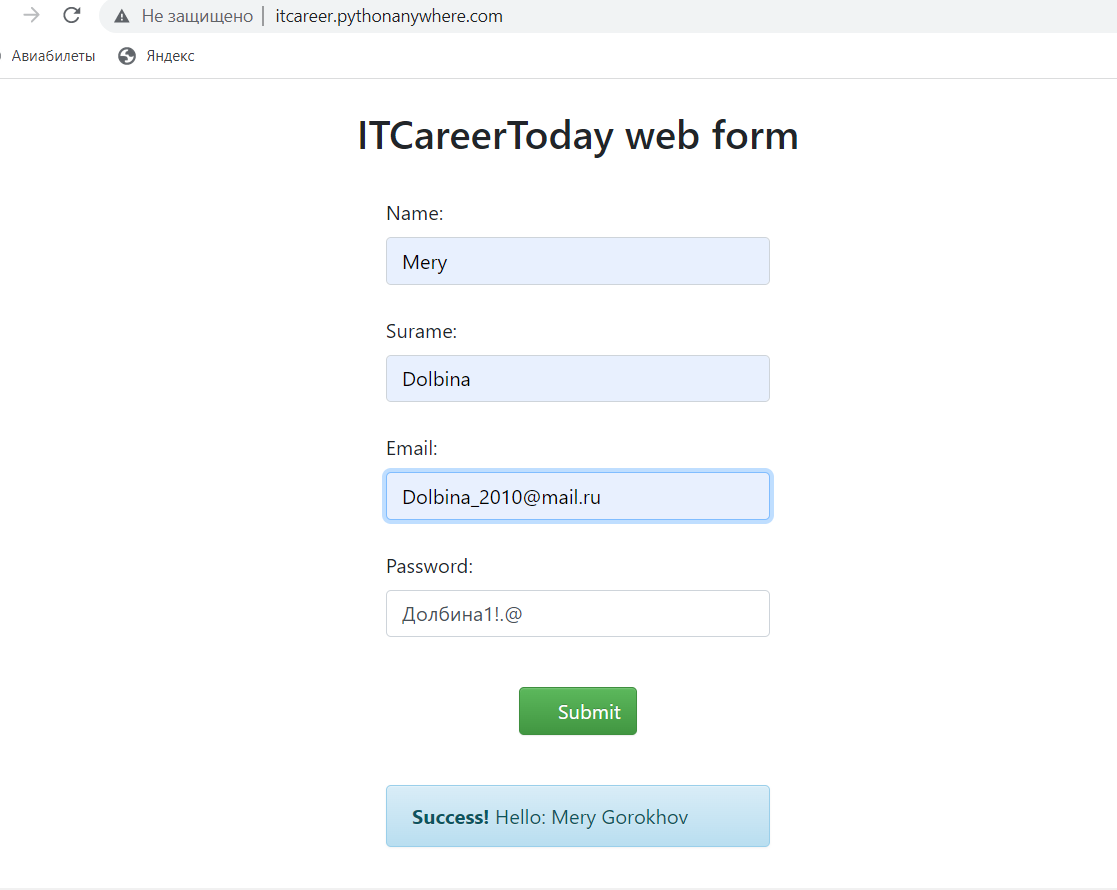 Не защищено | itcareer.pythonanywhere.com
Авиабилеты Яндекс
ITCareerToday web form
Name:
Mery
Surame:
Dolbina
Email:
Dolbina_2010@mail.ru
Password:
Долбина1!.@
Submit
Success! Hello: Mery Gorokhov